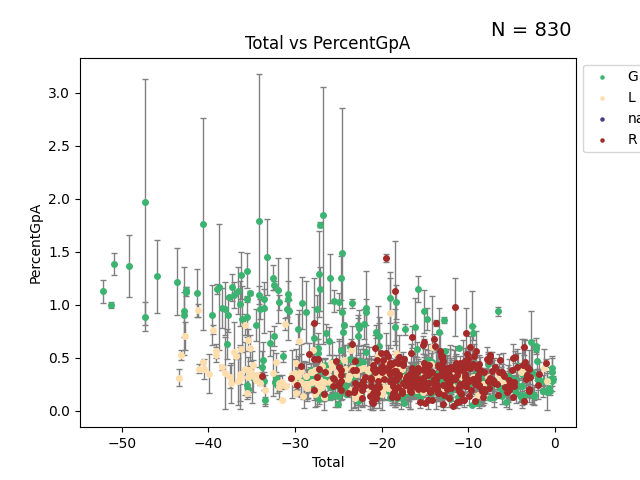 N = 830
Total vs PercentGpA
G
L
na
R
3.0
2.5
2.0
1.5
1.0
0.5
0.0
PercentGpA
−50
−40
−30
−20
−10
0
Total